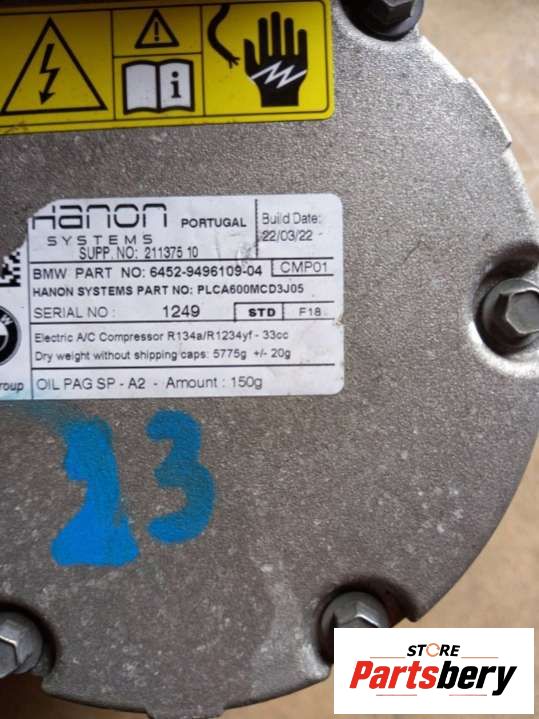 Hanon
SYSTEMS
PORTUGAL
Build Date:
22/03/22
SUPP. NO: 211375 10
BMW PART NO: 6452-9496109-04 CMP01
HANON SYSTEMS PART NO: PLCA600MCD3J05
SERIAL NO: 1249 STD F18
Electric A/C Compressor R134a/R1234yf - 33cc
Dry weight without shipping caps: 5775g +/- 20g
roup OIL PAG SP - A2 - Amount : 150g
23
STORE
Partsbery